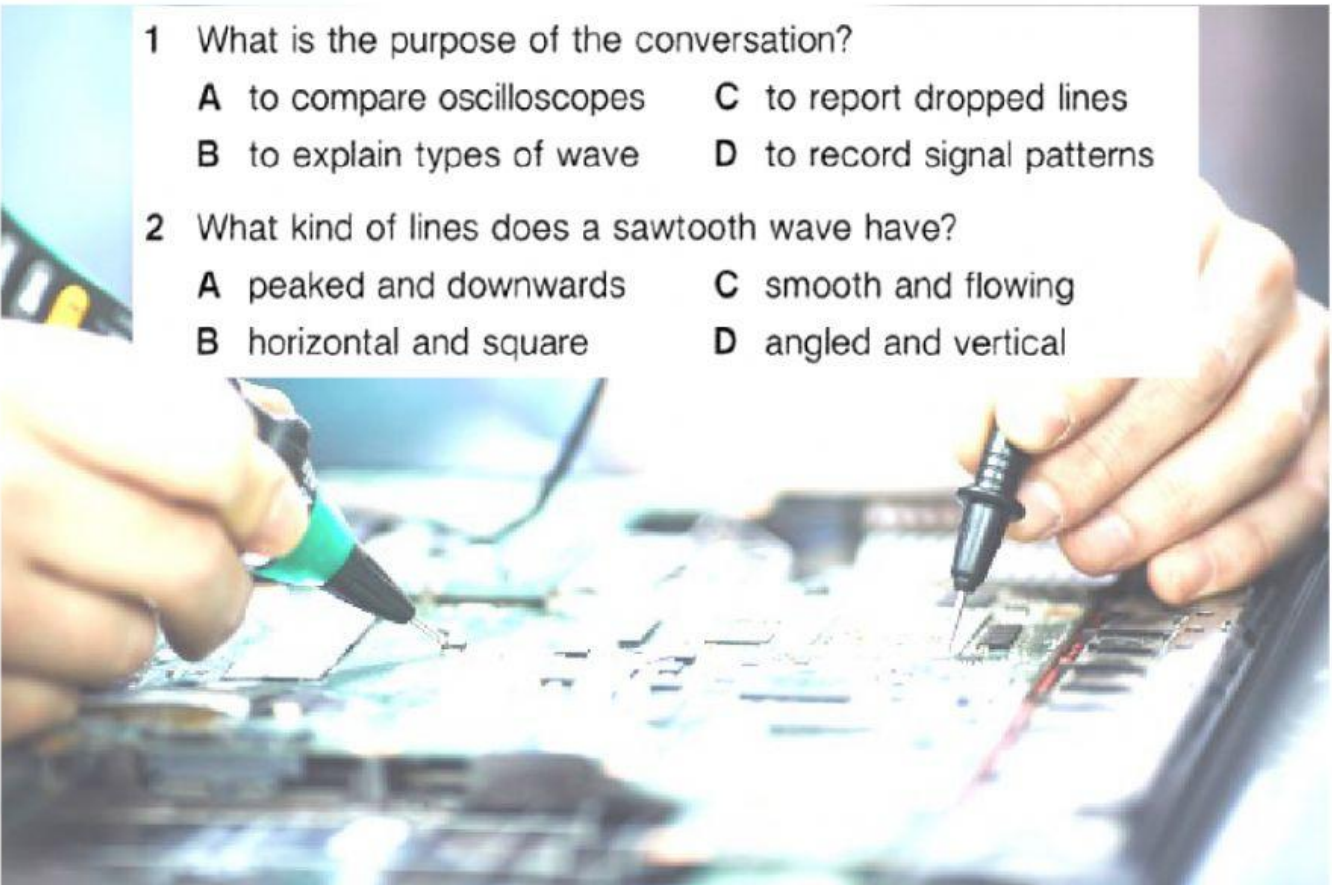 1 What is the purpose of the conversation?
A to compare oscilloscopes C to report dropped lines
B to explain types of wave D to record signal patterns
2 What kind of lines does a sawtooth wave have?
A peaked and downwards C smooth and flowing
B horizontal and square D angled and vertical